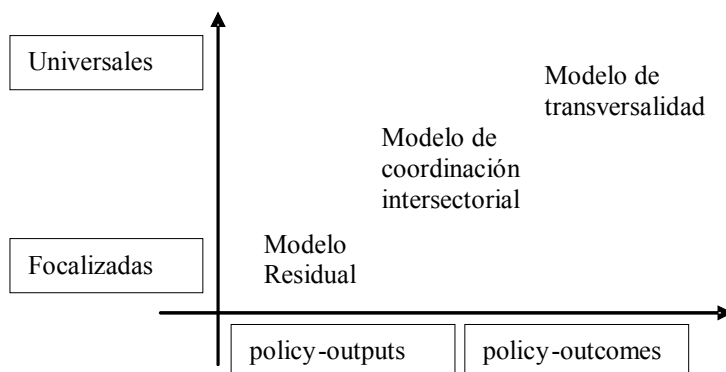 Universales
Modelo de
transversalidad
Modelo de
coordinación
intersectorial
Modelo
Residual
Focalizadas
policy-outputs
policy-outcomes